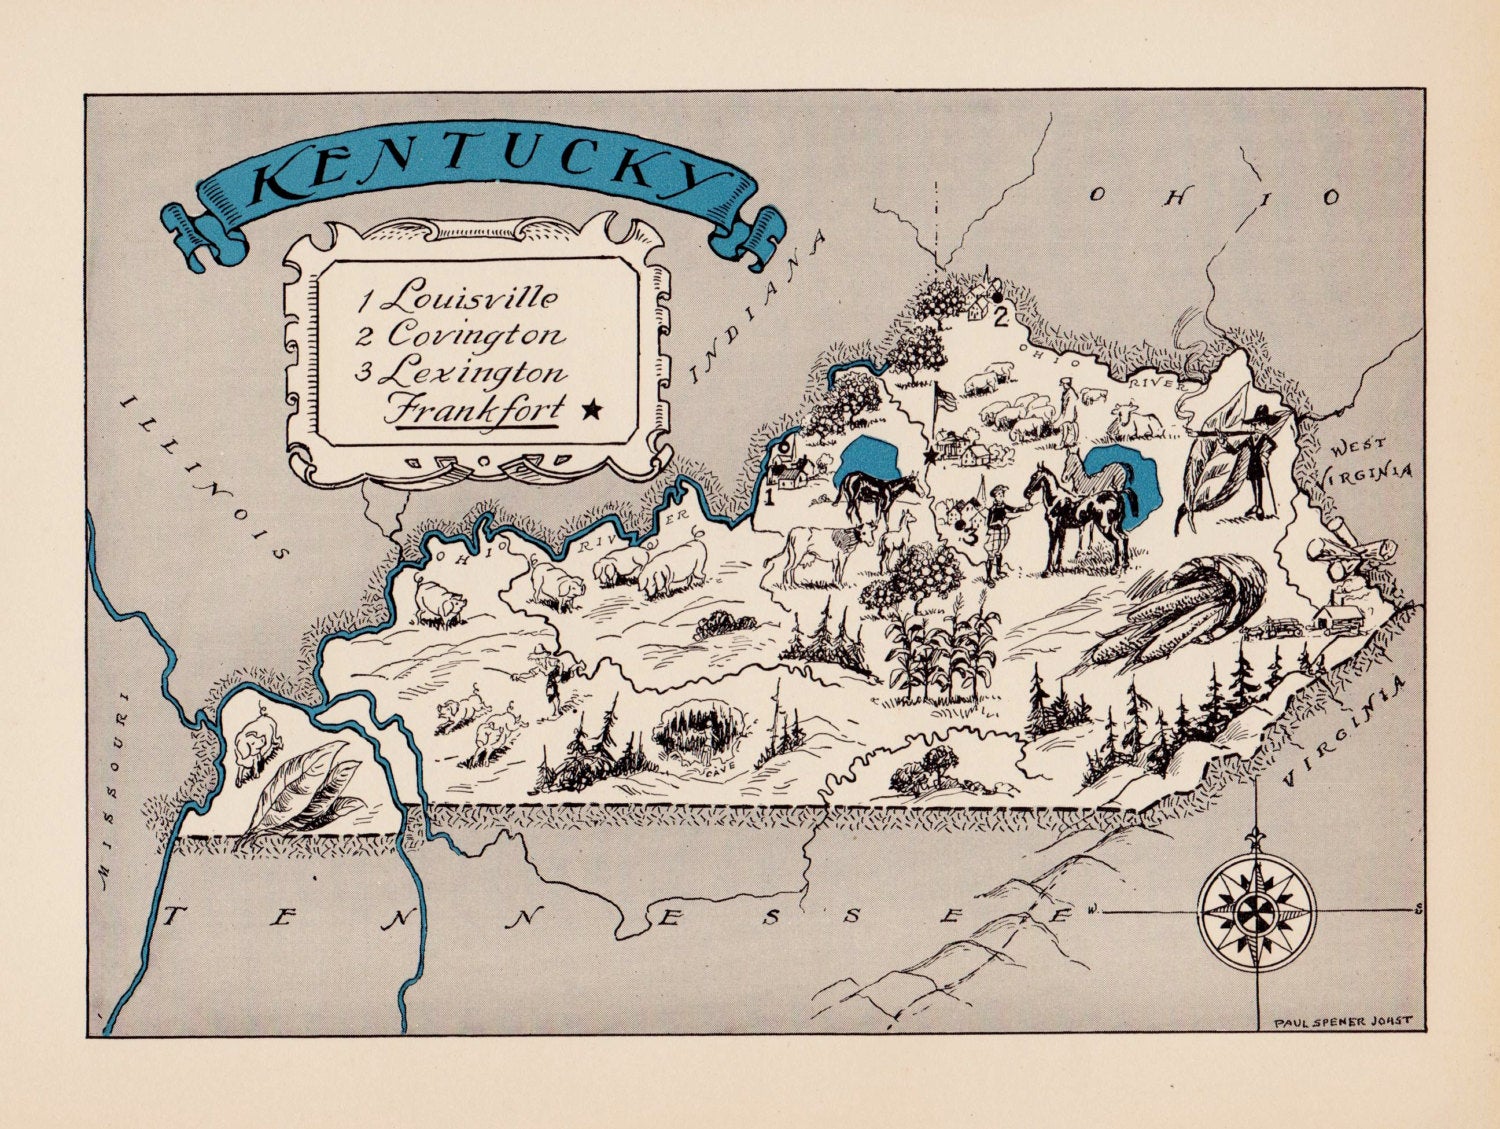 KENTUCKY
1 Louisville
2 Covington
3 Lexington
Frankfort ★
ILLINOIS
INDIANA
OHIO
OHIO RIVER
2
WEST
VIRGINIA
1
3
OHIO RIVER
CAVE
MISSOURI
VIRGINIA
TENNESSEE
W
PAUL SPENER JOHST